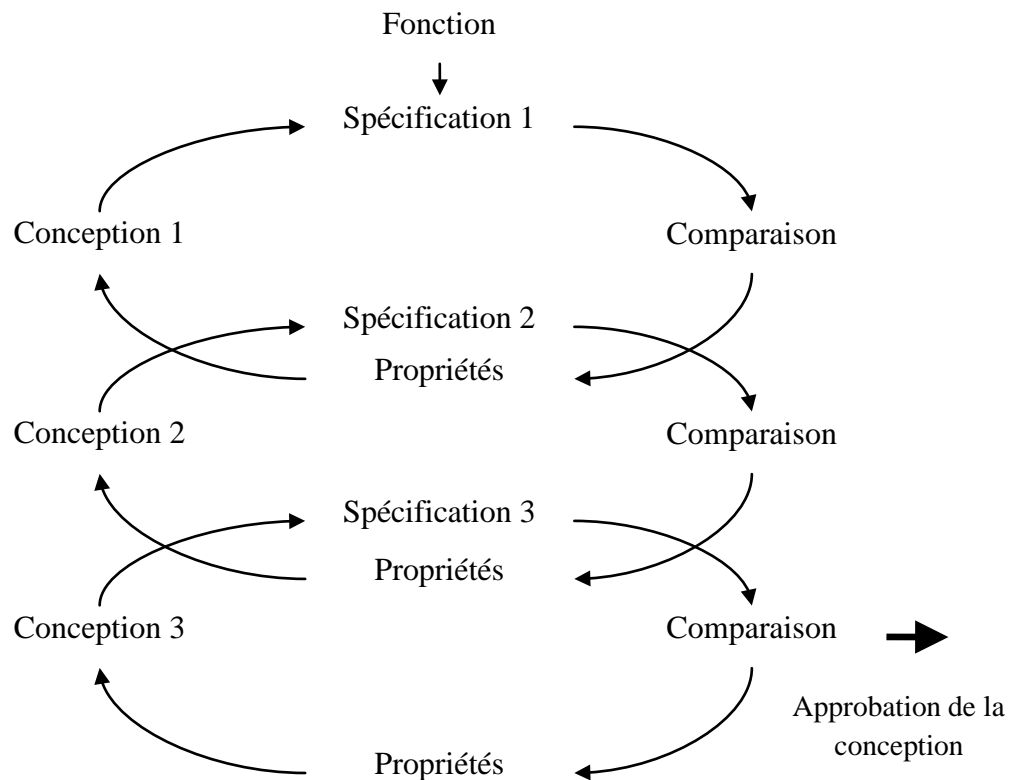 Fonction
Spécification 1
Conception 1
Comparaison
Spécification 2
Propriétés
Conception 2
Comparaison
Spécification 3
Propriétés
Conception 3
Comparaison
Approbation de la
conception
Propriétés